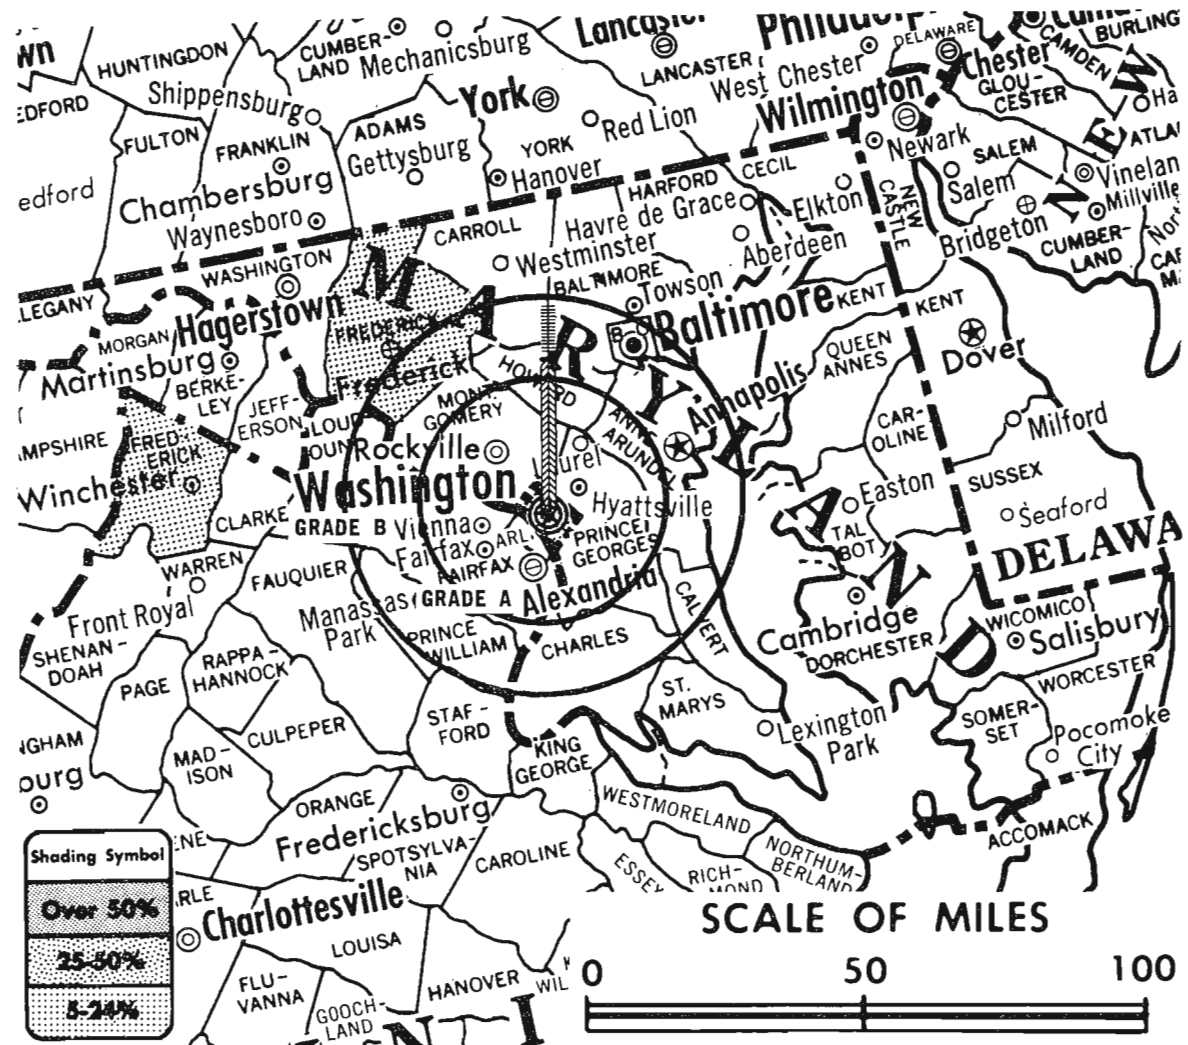 HUNTINGDON
CUMBER-
LAND
Mechanicsburg
Lancaster
LANCASTER
West Chester
DELAWARE
Chester
CAMDEN
BURLING
GLOU-
CESTER
EDFORD
Shippensburg
FULTON
FRANKLIN
ADAMS
Gettysburg
York
YORK
Red Lion
Wilmington
Newark
SALEM
Salem
Vinelan
Millville
edford
Chambersburg
Waynesboro
Hanover
HARFORD
CECIL
Elkton
NEW
CASTLE
Bridgeton
CUMBER-
LAND
CARROLL
Havre de Grace
Westminster
Aberdeen
WASHINGTON
LEGANY
BALTIMORE
Towson
Baltimore
KENT
KENT
MORGAN
Hagerstown
Martinsburg
BERKE-
LEY
FREDERICK
Frederick
HOWARD
QUEEN
ANNES
Dover
JEFF-
ERSON
LOUD
OUN
MONT-
GOMERY
ANNE
ARUNDEL
Annapolis
CAR-
OLINE
Milford
MPSHIRE
FRED-
ERICK
Winchester
Rockville
Laurel
Washington
Hyattsville
Easton
SUSSEX
Seaford
CLARKE
GRADE B
Vienna
Fairfax
ARL.
PRINCE
GEORGES
TAL
BOT
DELAWA
WARREN
FAUQUIER
FAIRFAX
GRADE A
Alexandria
CALVERT
Front Royal
Manassas
Park
PRINCE
WILLIAM
CHARLES
Cambridge
DORCHESTER
WICOMICO
Salisbury
SHENAN-
DOAH
PAGE
RAPPA-
HANNOCK
ST.
MARYS
WORCESTER
MARYLAND
CULPEPER
STAF-
FORD
Lexington
Park
SOMER-
SET
Pocomoke
City
NGHAM
burg
MAD-
ISON
KING
GEORGE
ORANGE
Fredericksburg
WESTMORELAND
ACCOMACK
SPOTSYLVA-
NIA
CAROLINE
ESSEX
RICH-
MOND
NORTHUM-
BERLAND
Shading Symbol
Over 50%
25-50%
5-24%
Charlottesville
LOUISA
FLU-
VANNA
GOOCH-
LAND
HANOVER
SCALE OF MILES
0 50 100